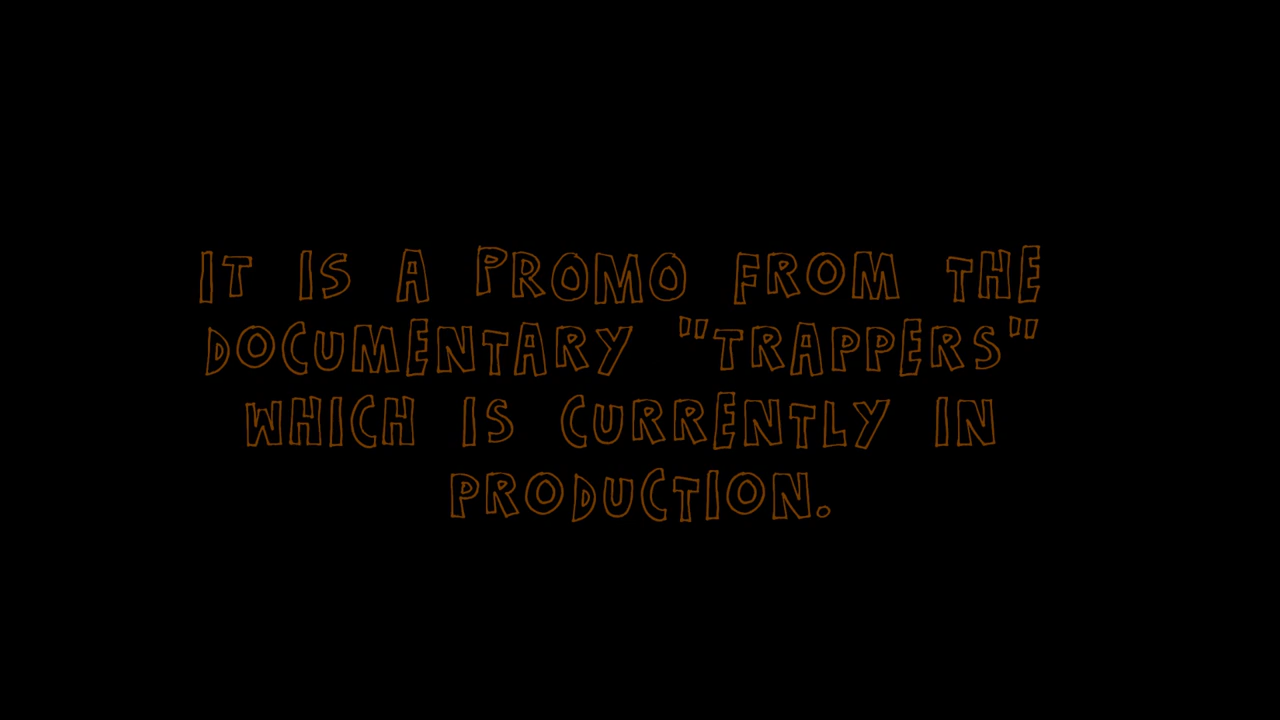 IT IS A PROMO FROM THE
DOCUMENTARY "TRAPPERS"
WHICH IS CURRENTLY IN
PRODUCTION.